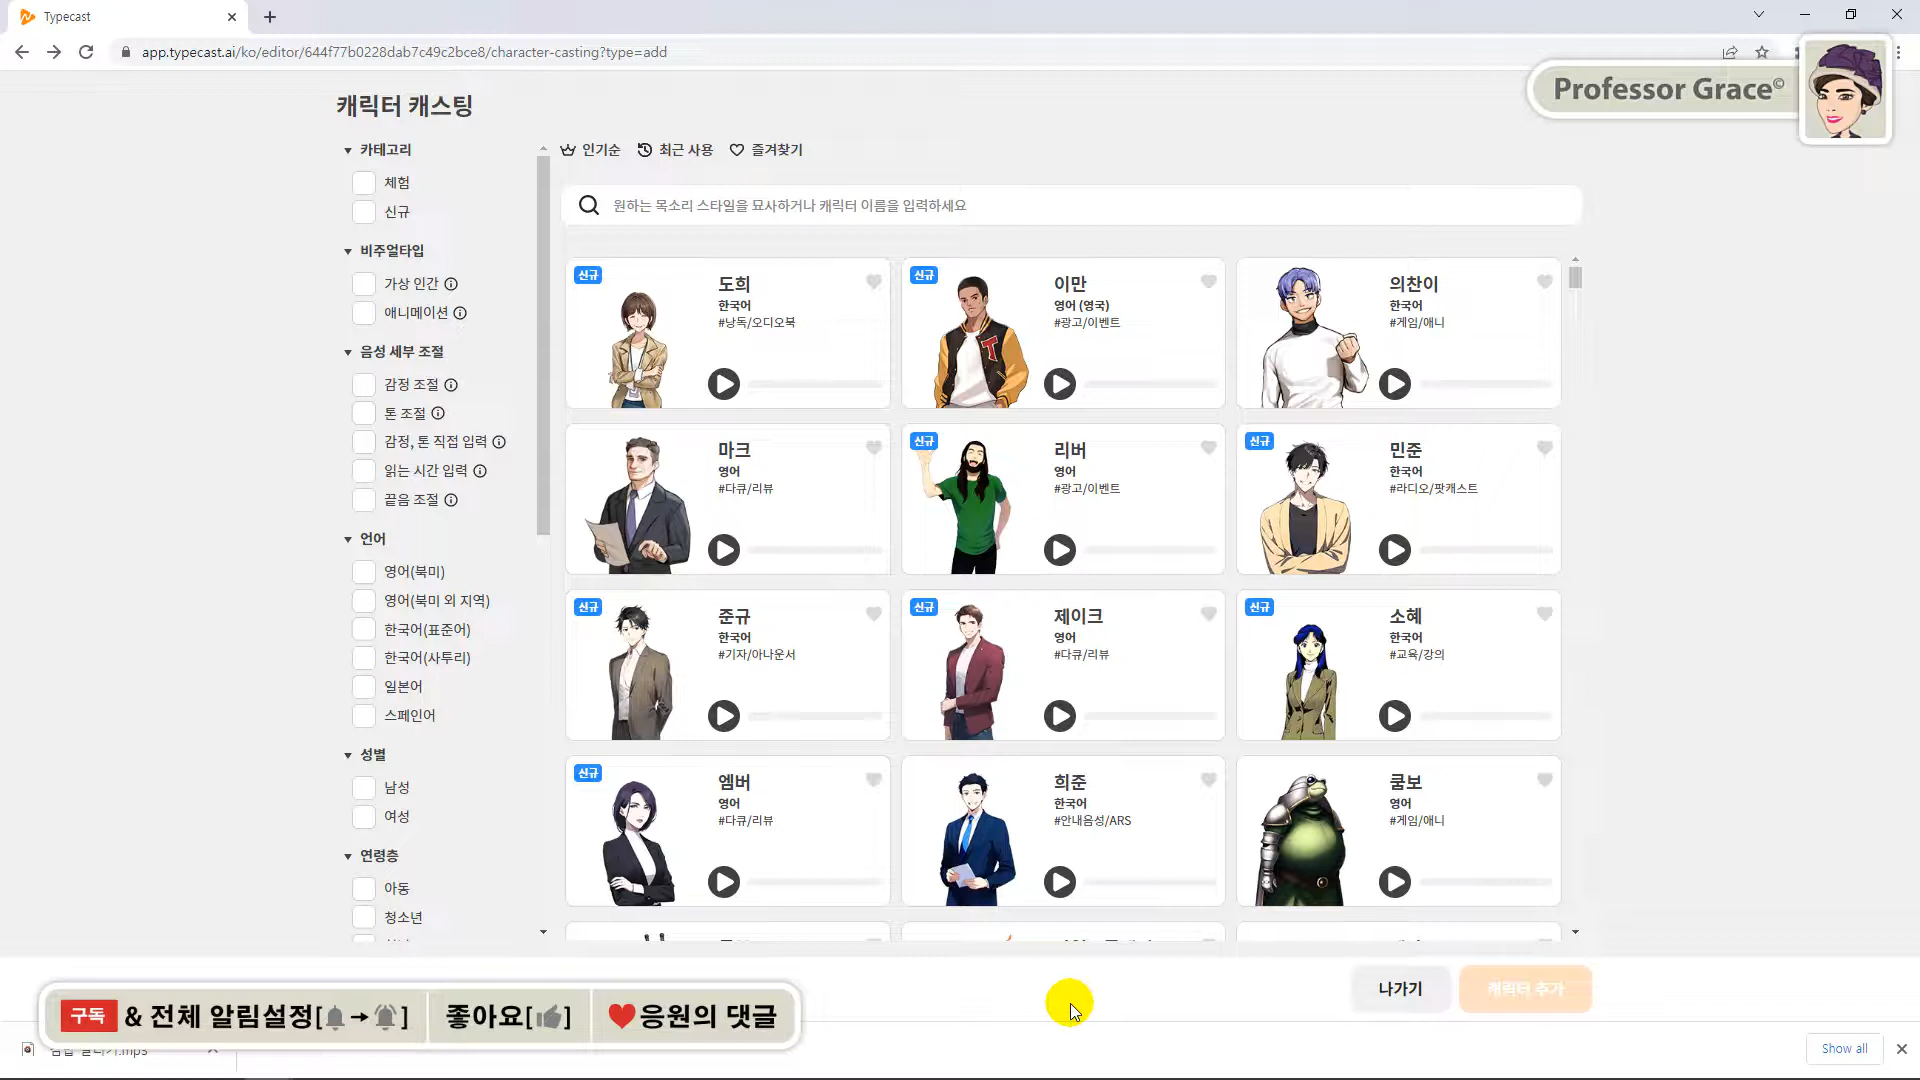 Typecast
app.typecast.ai/ko/editor/644f77b0228dab7c49c2bce8/character-casting?type=add
Professor Grace©
캐릭터 캐스팅
카테고리
체험
신규
비주얼타입
가상 인간
애니메이션
음성 세부 조절
감정 조절
톤 조절
감정, 톤 직접 입력
읽는 시간 입력
끝음 조절
언어
영어(북미)
영어(북미 외 지역)
한국어(표준어)
한국어(사투리)
일본어
스페인어
성별
남성
여성
연령층
아동
청소년
인기순 최근 사용 즐겨찾기
원하는 목소리 스타일을 묘사하거나 캐릭터 이름을 입력하세요
신규
도희
한국어
#낭독/오디오북
신규
이만
영어 (영국)
#광고/이벤트
의찬이
한국어
#게임/애니
마크
영어
#다큐/리뷰
신규
리버
영어
#광고/이벤트
신규
민준
한국어
#라디오/팟캐스트
신규
준규
한국어
#기자/아나운서
신규
제이크
영어
#다큐/리뷰
신규
소혜
한국어
#교육/강의
신규
엠버
영어
#다큐/리뷰
희준
한국어
#안내음성/ARS
쿰보
영어
#게임/애니
나가기
캐릭터 추가
구독 & 전체 알림설정[→] 좋아요[] 응원의 댓글
Show all